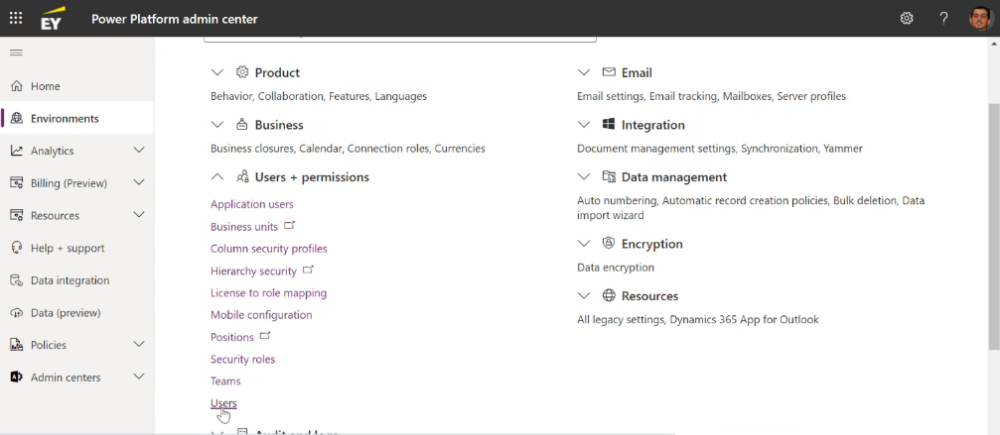 EY
Power Platform admin center
?
Home
Environments
Analytics
Billing (Preview)
Resources
Help + support
Data integration
Data (preview)
Policies
Admin centers
Product
Behavior, Collaboration, Features, Languages
Business
Business closures, Calendar, Connection roles, Currencies
Users + permissions
Application users
Business units
Column security profiles
Hierarchy security
License to role mapping
Mobile configuration
Positions
Security roles
Teams
Users
Email
Email settings, Email tracking, Mailboxes, Server profiles
Integration
Document management settings, Synchronization, Yammer
Data management
Auto numbering, Automatic record creation policies, Bulk deletion, Data
import wizard
Encryption
Data encryption
Resources
All legacy settings, Dynamics 365 App for Outlook